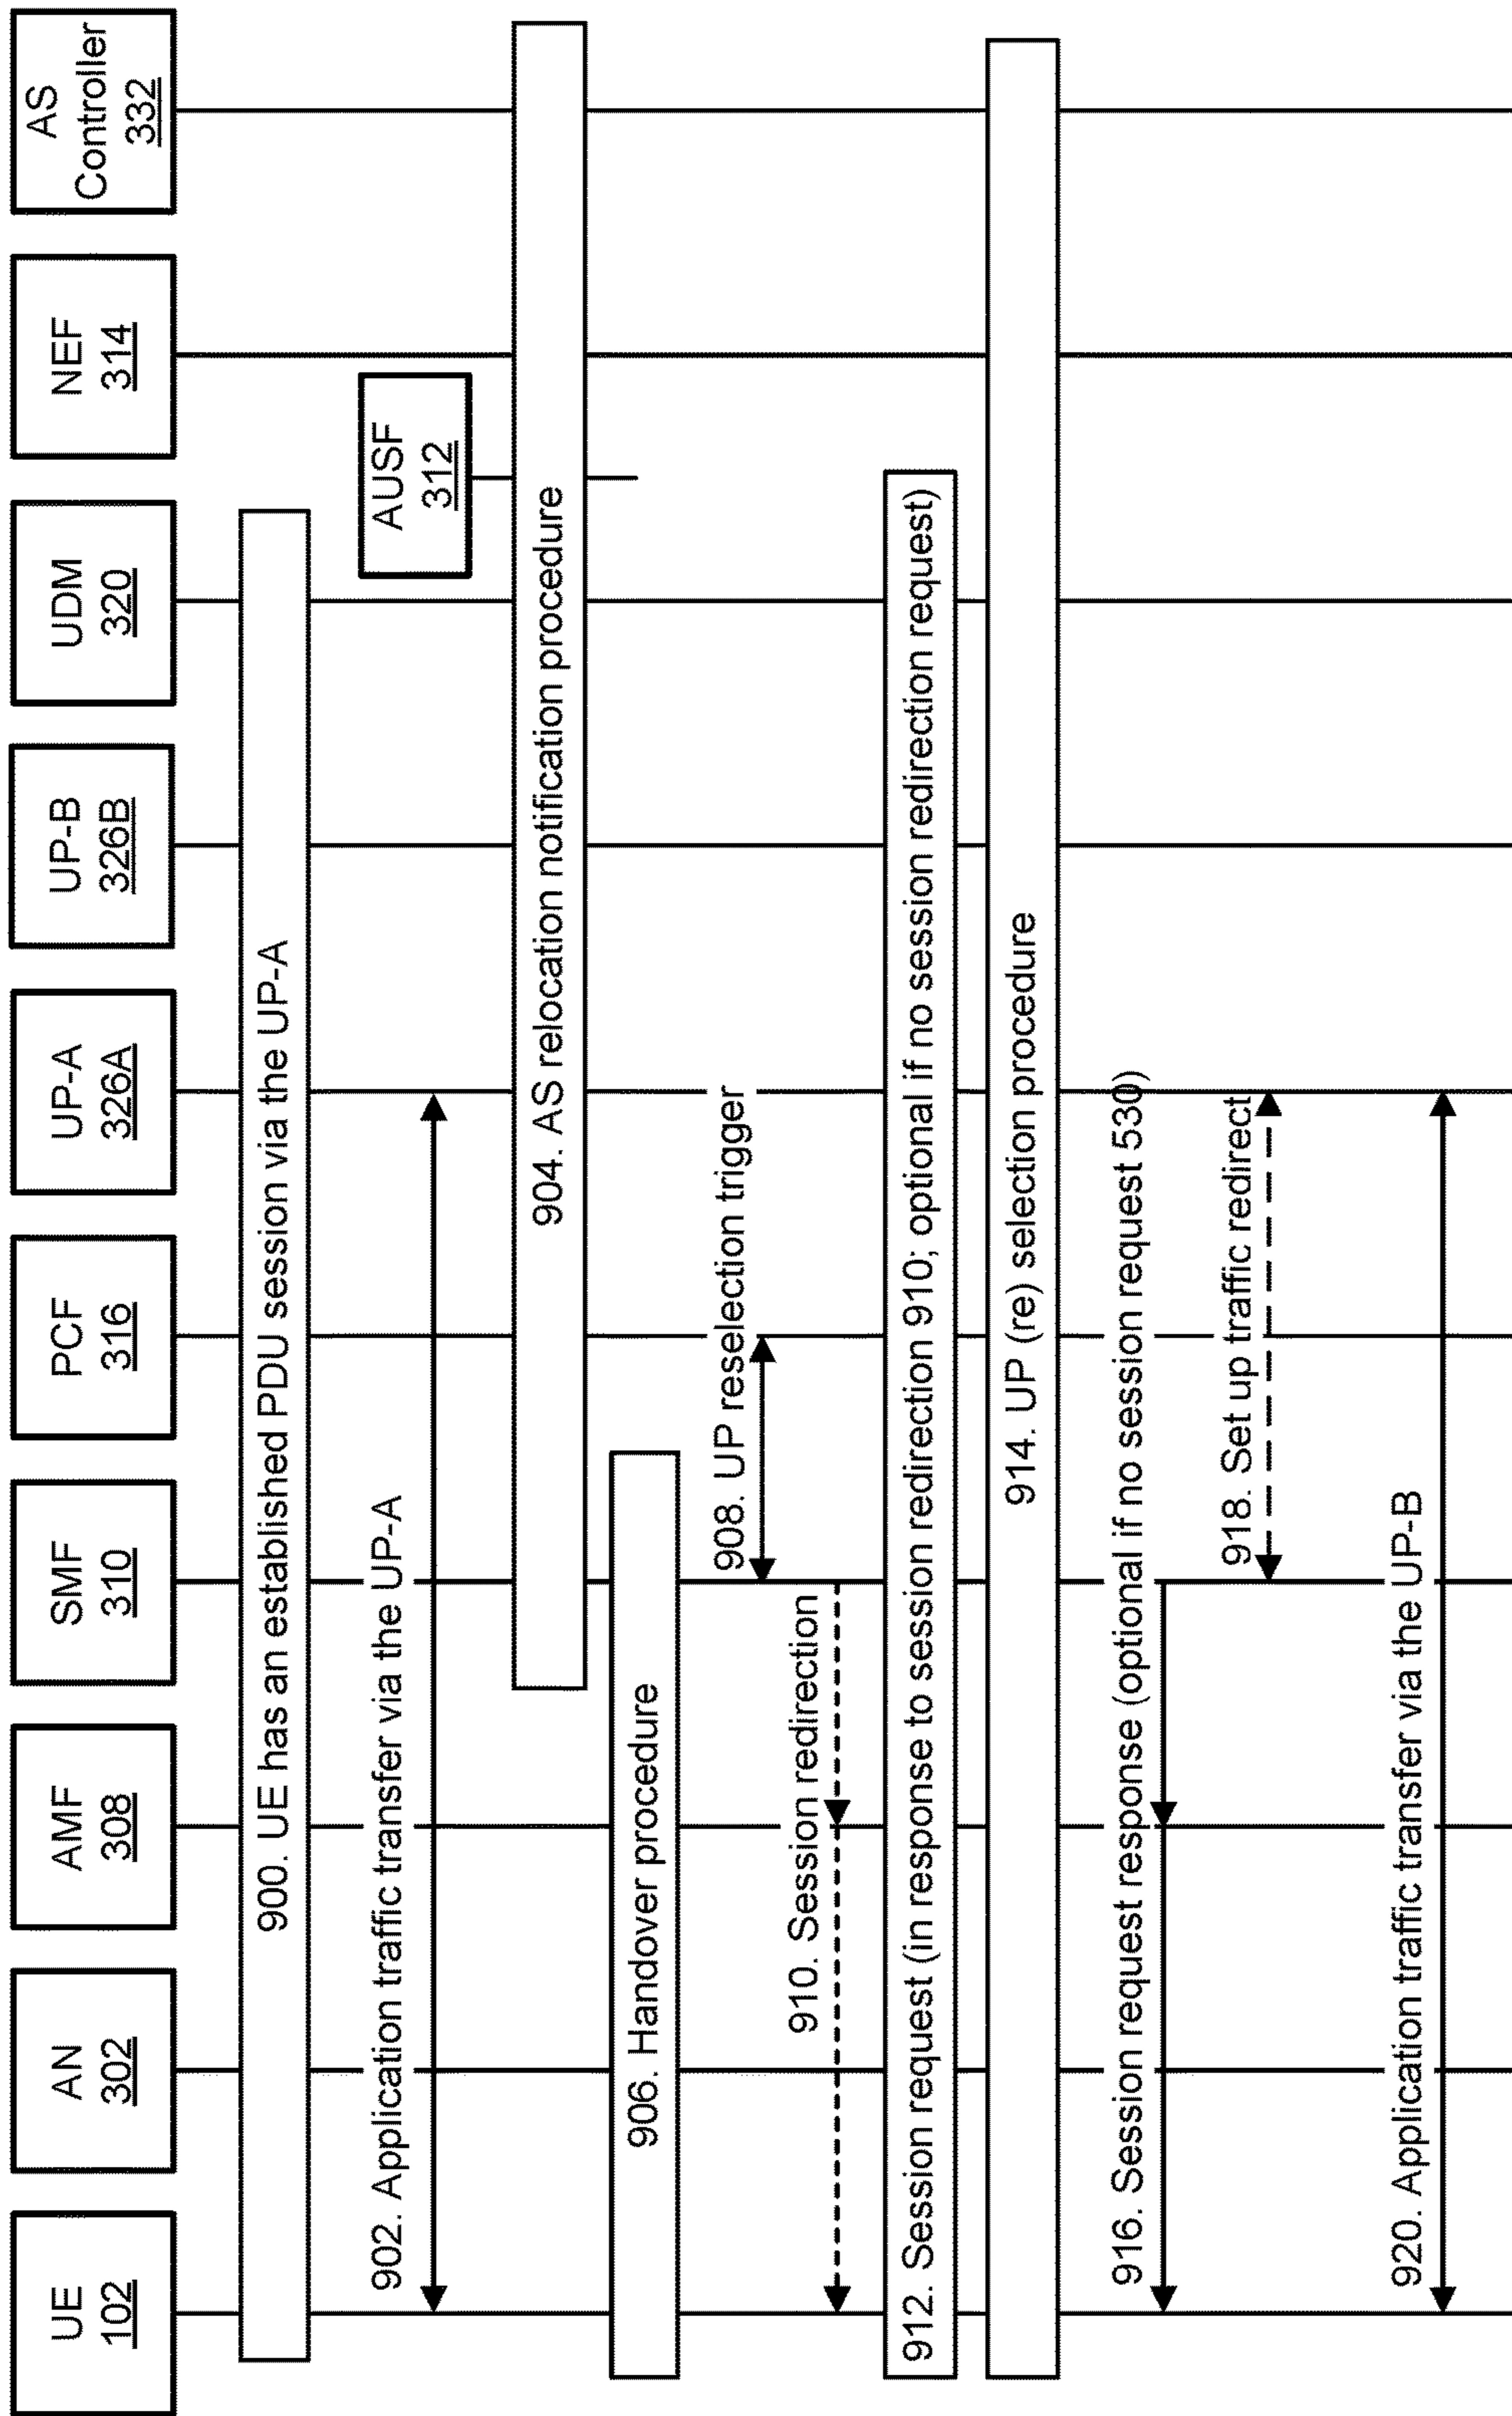 UE
102
AN
302
AMF
308
SMF
310
PCF
316
UP-A
326A
UP-B
326B
UDM
320
NEF
314
AS
Controller
332
900. UE has an established PDU session via the UP-A
AUSF
312
902. Application traffic transfer via the UP-A
904. AS relocation notification procedure
906. Handover procedure
908. UP reselection trigger
910. Session redirection
912. Session request (in response to session redirection 910; optional if no session redirection request)
914. UP (re) selection procedure
916. Session request response (optional if no session request 530)
918. Set up traffic redirect
920. Application traffic transfer via the UP-B